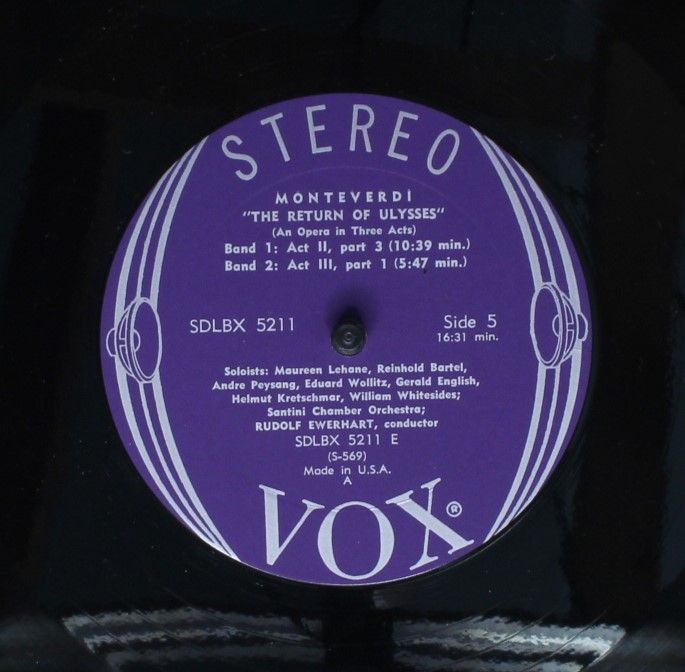 STEREO
MONTEVERDI
"THE RETURN OF ULYSSES"
(An Opera in Three Acts)
Band 1: Act II, part 3 (10:39 min.)
Band 2: Act III, part 1 (5:47 min.)
SDLBX 5211
Side 5
16:31 min.
Soloists: Maureen Lehane, Reinhold Bartel,
Andre Peysang, Eduard Wollitz, Gerald English,
Helmut Kretschmar, William Whitesides;
Santini Chamber Orchestra;
RUDOLF EWERHART, conductor
SDLBX 5211 E
(S-569)
Made in U.S.A.
A
VOX®